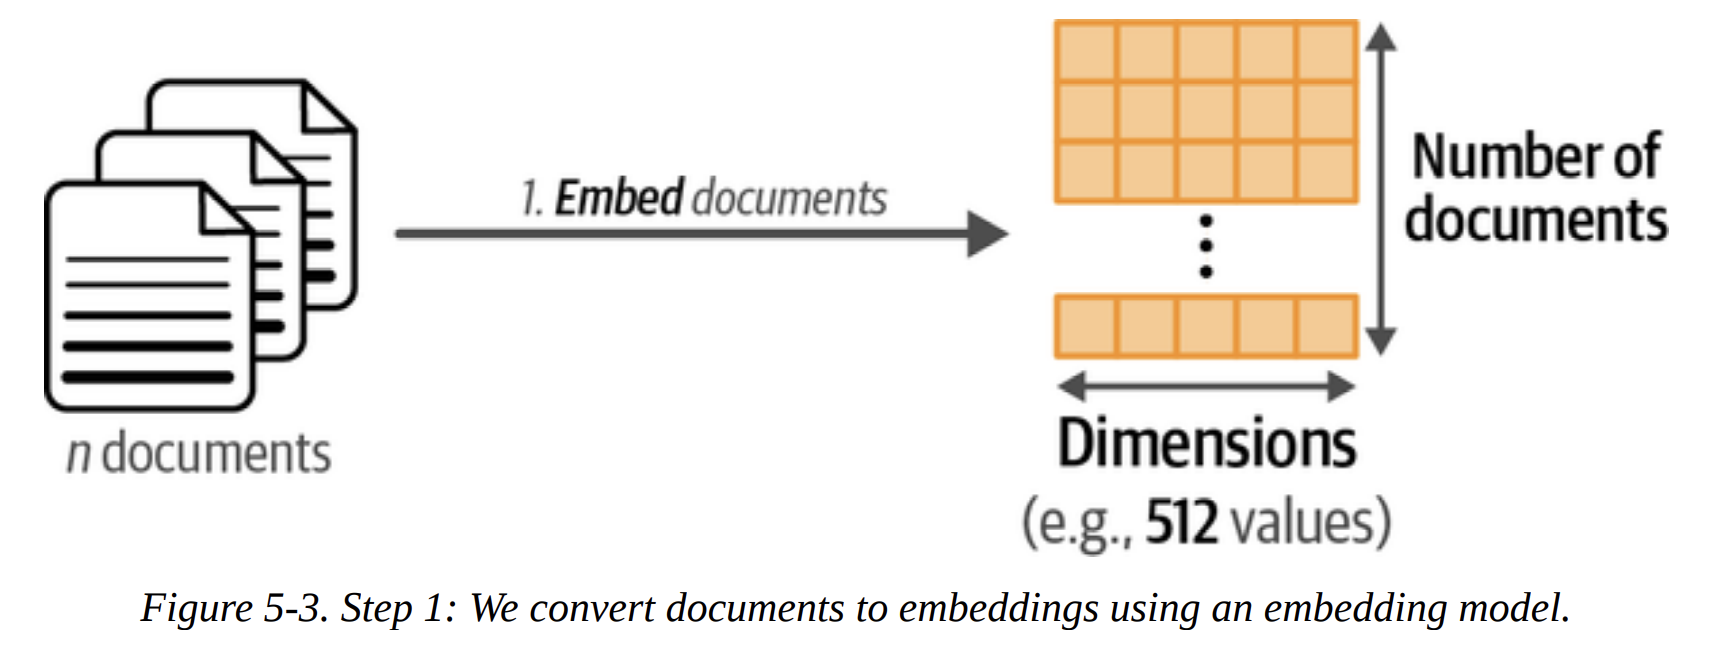 1. Embed documents
Number of
documents
n documents
Dimensions
(e.g., 512 values)
Figure 5-3. Step 1: We convert documents to embeddings using an embedding model.